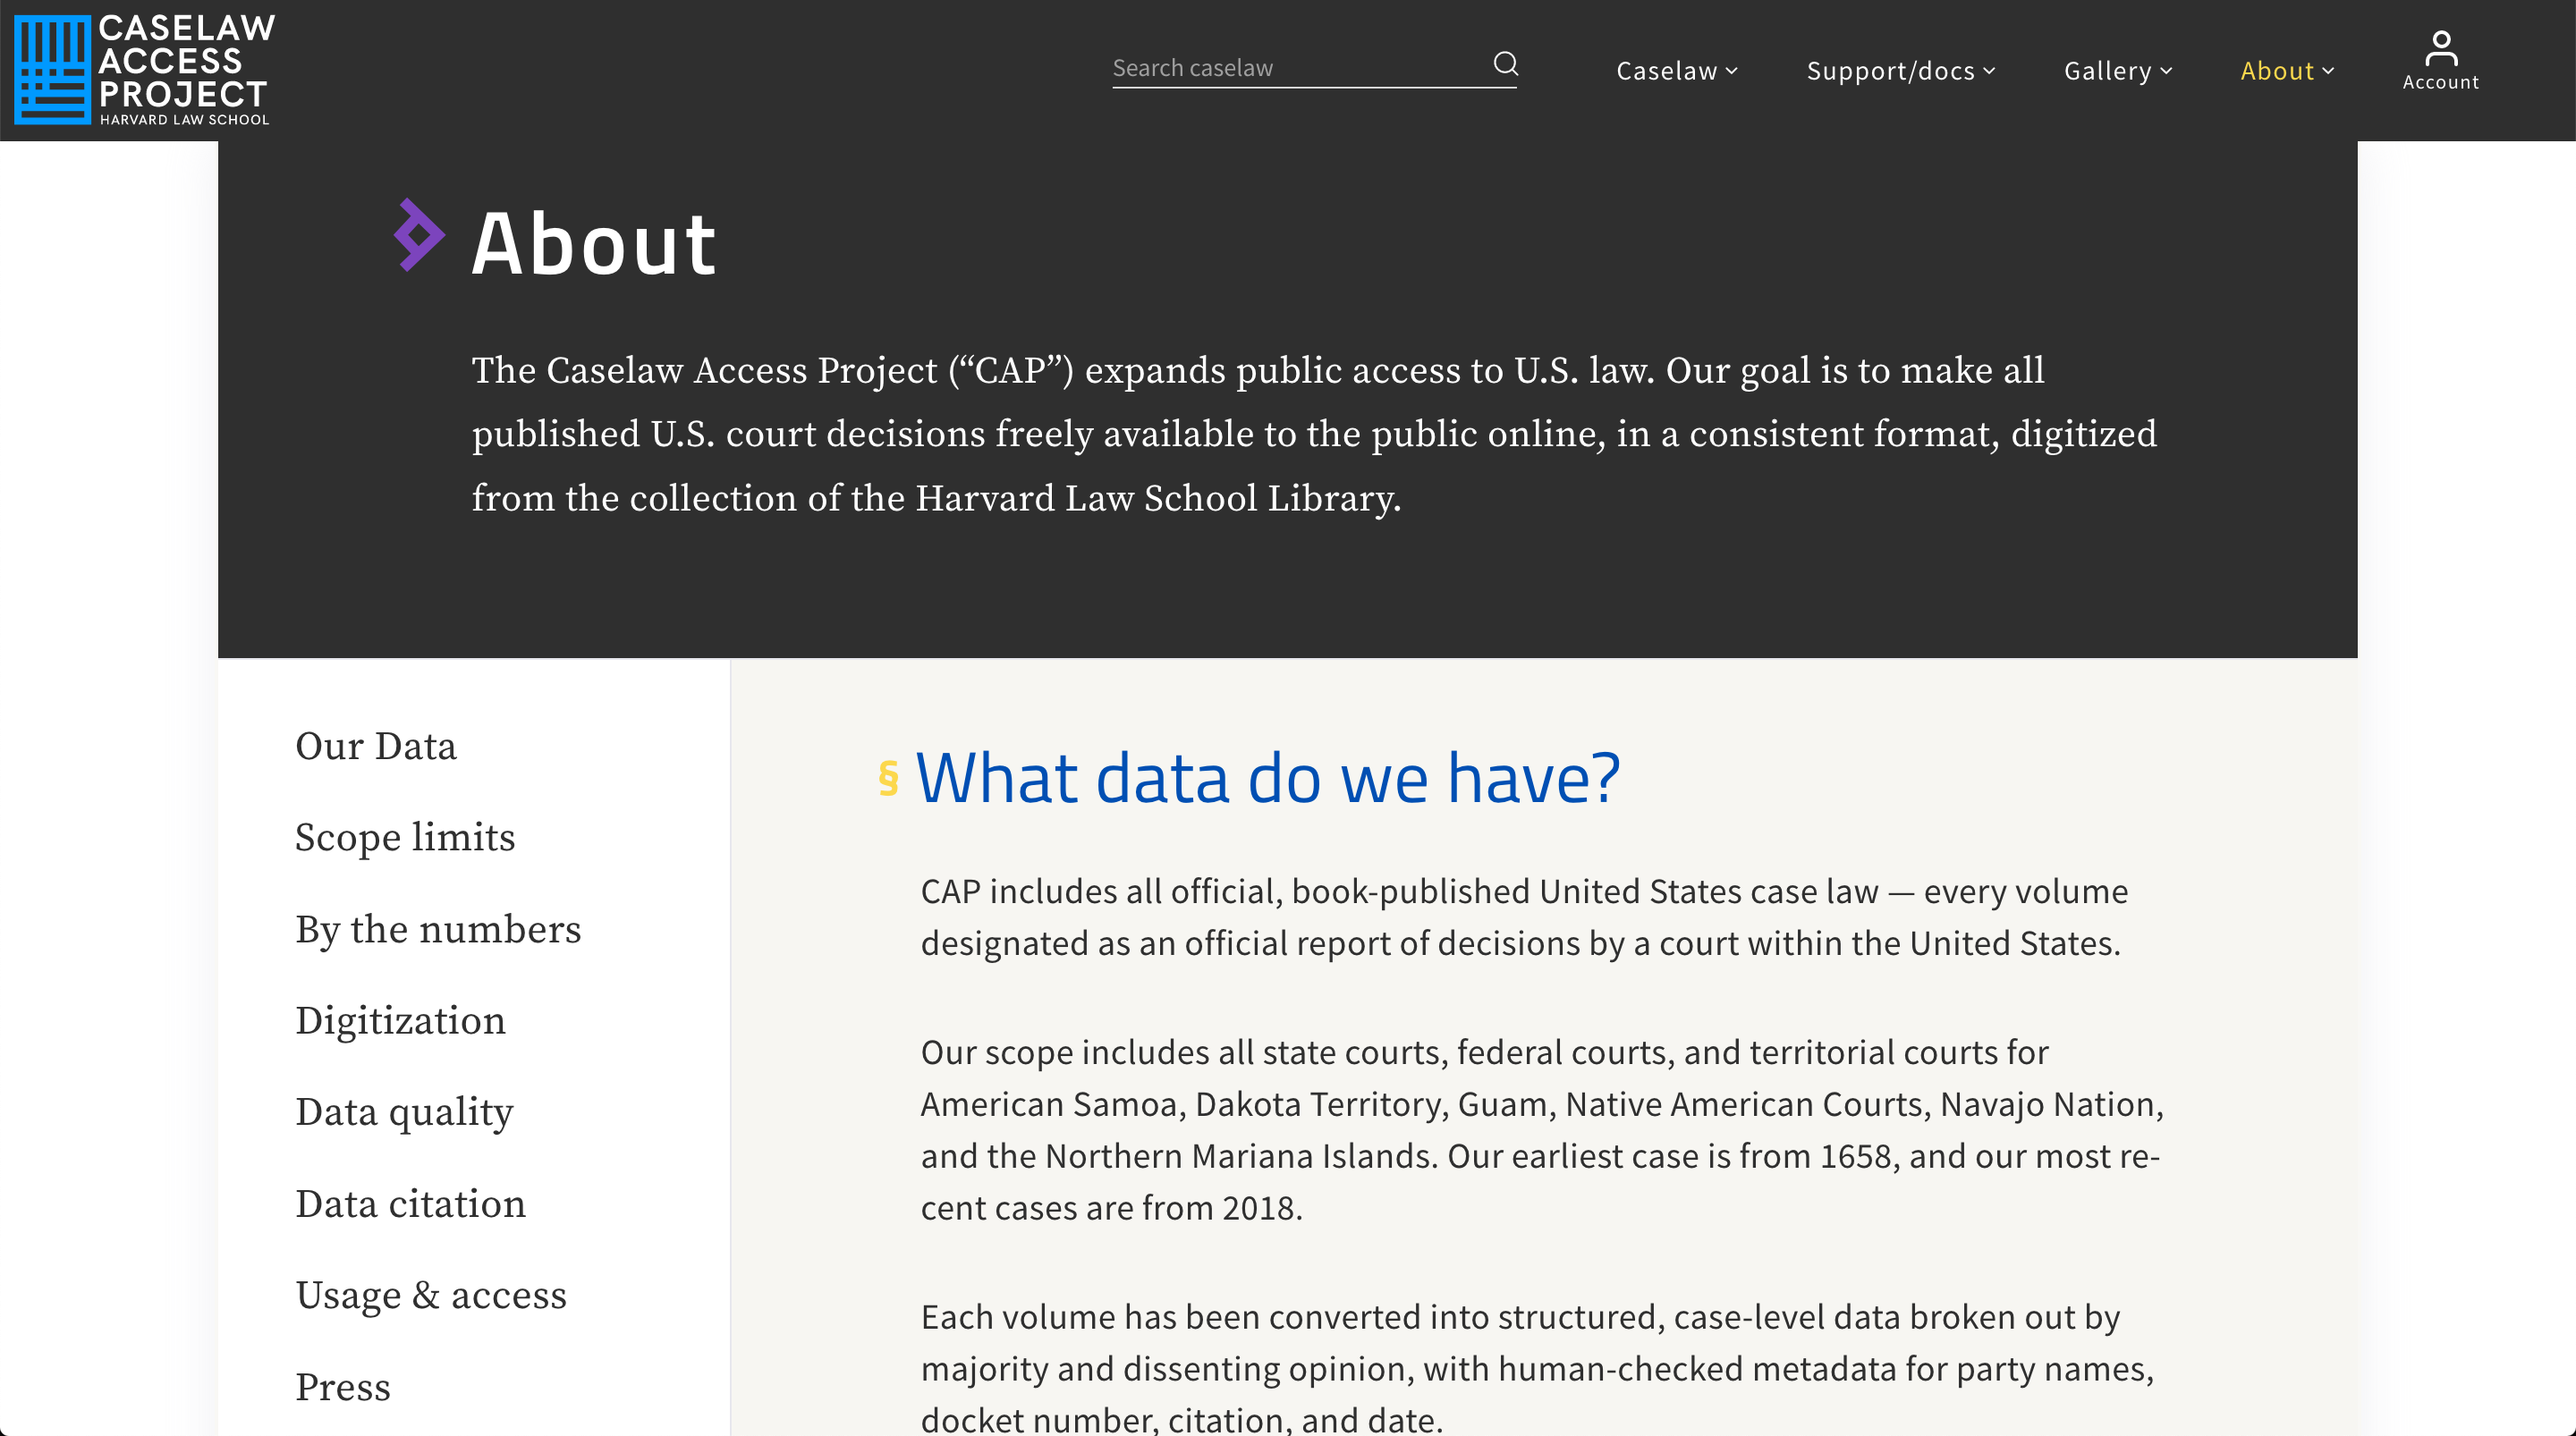 CASELAW
ACCESS
PROJECT
HARVARD LAW SCHOOL
Search caselaw
Caselaw
Support/docs
Gallery
About
Account
About
The Caselaw Access Project (“CAP”) expands public access to U.S. law. Our goal is to make all
published U.S. court decisions freely available to the public online, in a consistent format, digitized
from the collection of the Harvard Law School Library.
Our Data
Scope limits
By the numbers
Digitization
Data quality
Data citation
Usage & access
Press
§ What data do we have?
CAP includes all official, book-published United States case law — every volume
designated as an official report of decisions by a court within the United States.
Our scope includes all state courts, federal courts, and territorial courts for
American Samoa, Dakota Territory, Guam, Native American Courts, Navajo Nation,
and the Northern Mariana Islands. Our earliest case is from 1658, and our most re-
cent cases are from 2018.
Each volume has been converted into structured, case-level data broken out by
majority and dissenting opinion, with human-checked metadata for party names,
docket number, citation, and date.